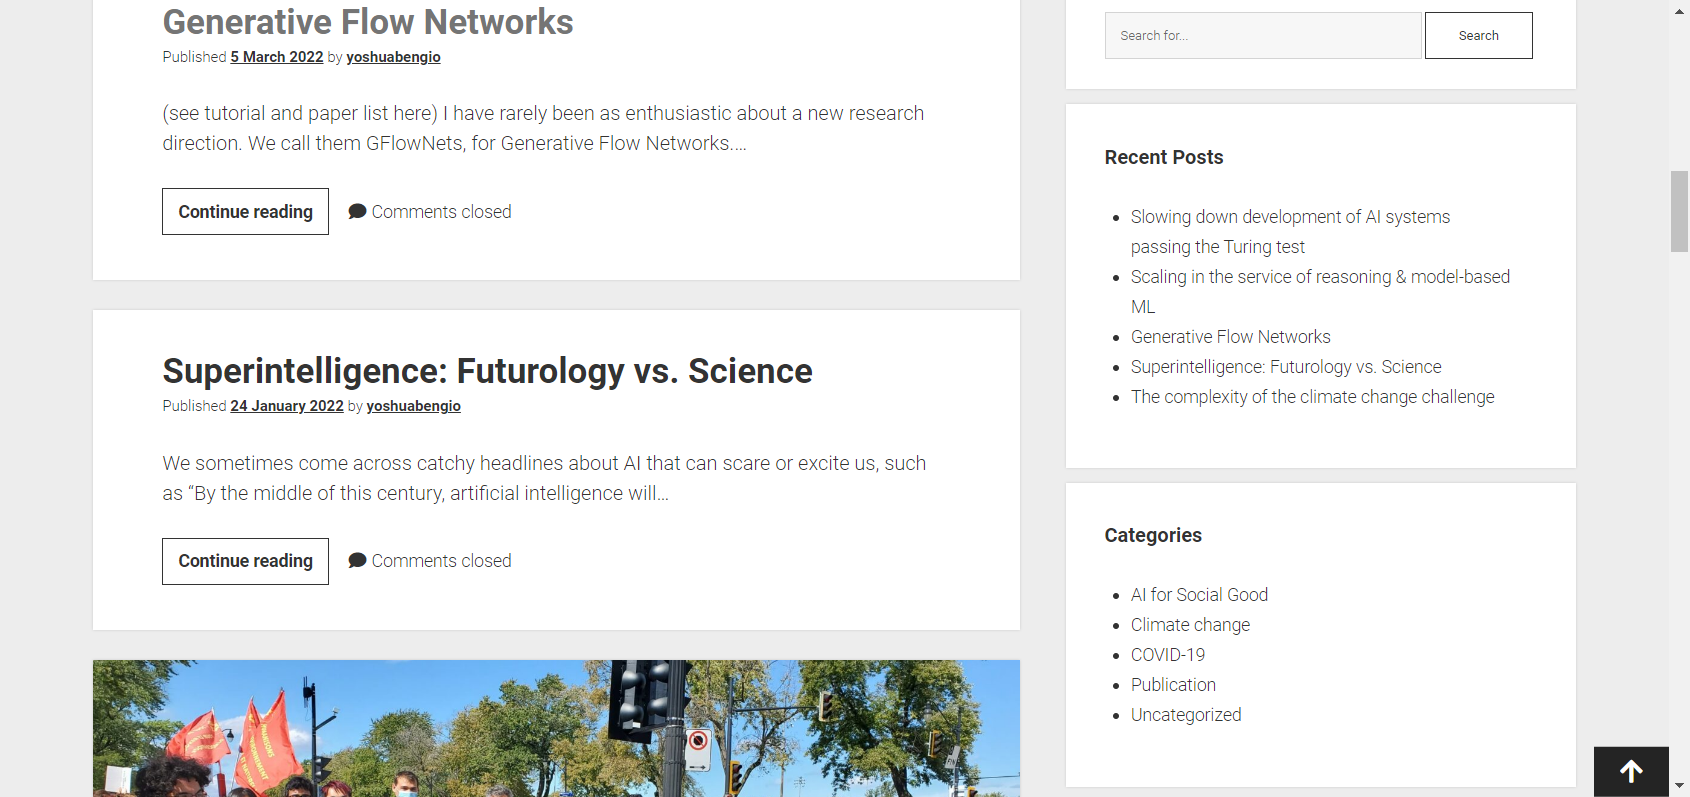 Generative Flow Networks
Published 5 March 2022 by yoshuabengio
(see tutorial and paper list here) I have rarely been as enthusiastic about a new research
direction. We call them GFlowNets, for Generative Flow Networks.…
Continue reading
Comments closed
Superintelligence: Futurology vs. Science
Published 24 January 2022 by yoshuabengio
We sometimes come across catchy headlines about AI that can scare or excite us, such
as “By the middle of this century, artificial intelligence will…
Continue reading
Comments closed
Search for...
Search
Recent Posts
Slowing down development of AI systems
passing the Turing test
Scaling in the service of reasoning & model-based
ML
Generative Flow Networks
Superintelligence: Futurology vs. Science
The complexity of the climate change challenge
Categories
AI for Social Good
Climate change
COVID-19
Publication
Uncategorized